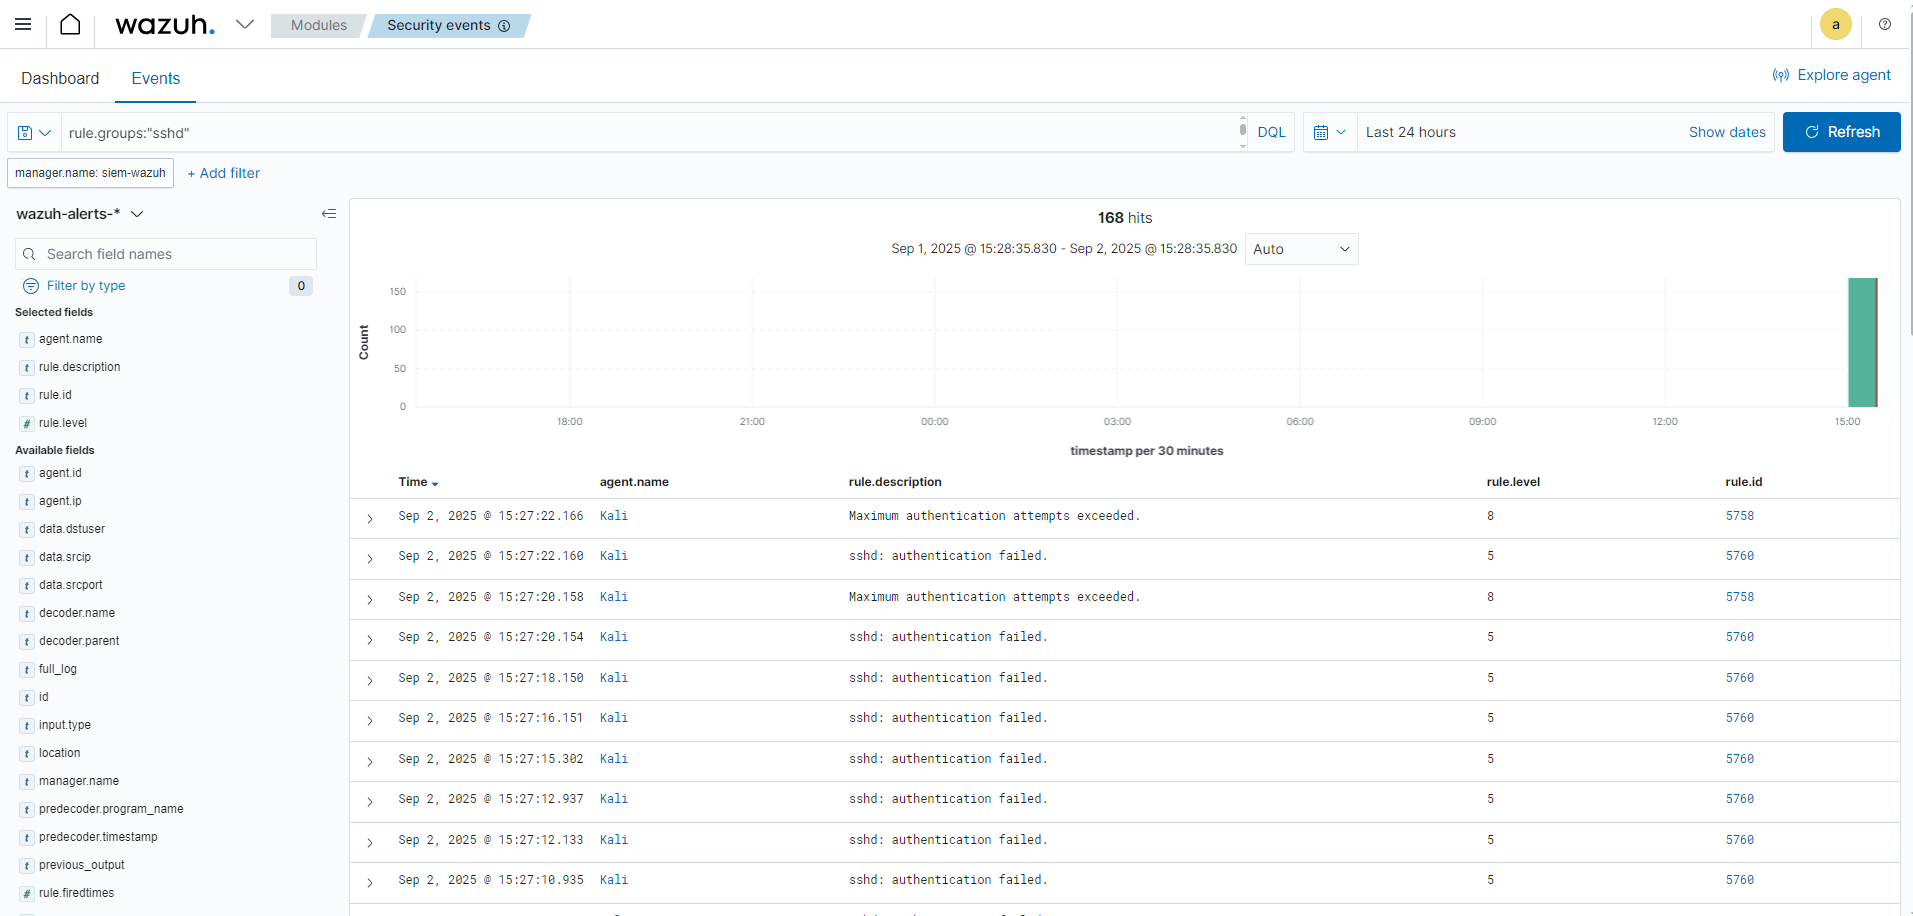 wazuh.
Modules
Security events
a
Dashboard
Events
Explore agent
rule.groups:"sshd"
DQL
Last 24 hours
Show dates
Refresh
manager.name: siem-wazuh
+ Add filter
wazuh-alerts-*
Search field names
Filter by type
0
Selected fields
t agent.name
t rule.description
t rule.id
# rule.level
Available fields
t agent.id
t agent.ip
t data.dstuser
t data.srcip
t data.srcport
t decoder.name
t decoder.parent
t full_log
t id
t input.type
t location
t manager.name
t predecoder.program_name
t predecoder.timestamp
t previous_output
# rule.firedtimes
168 hits
Sep 1, 2025 @ 15:28:35.830 - Sep 2, 2025 @ 15:28:35.830
Auto
Count
150
100
50
0
18:00 21:00 00:00 03:00 06:00 09:00 12:00 15:00
timestamp per 30 minutes
Time agent.name rule.description rule.level rule.id
Sep 2, 2025 @ 15:27:22.166 Kali Maximum authentication attempts exceeded. 8 5758
Sep 2, 2025 @ 15:27:22.160 Kali sshd: authentication failed. 5 5760
Sep 2, 2025 @ 15:27:20.158 Kali Maximum authentication attempts exceeded. 8 5758
Sep 2, 2025 @ 15:27:20.154 Kali sshd: authentication failed. 5 5760
Sep 2, 2025 @ 15:27:18.150 Kali sshd: authentication failed. 5 5760
Sep 2, 2025 @ 15:27:16.151 Kali sshd: authentication failed. 5 5760
Sep 2, 2025 @ 15:27:15.302 Kali sshd: authentication failed. 5 5760
Sep 2, 2025 @ 15:27:12.937 Kali sshd: authentication failed. 5 5760
Sep 2, 2025 @ 15:27:12.133 Kali sshd: authentication failed. 5 5760
Sep 2, 2025 @ 15:27:10.935 Kali sshd: authentication failed. 5 5760